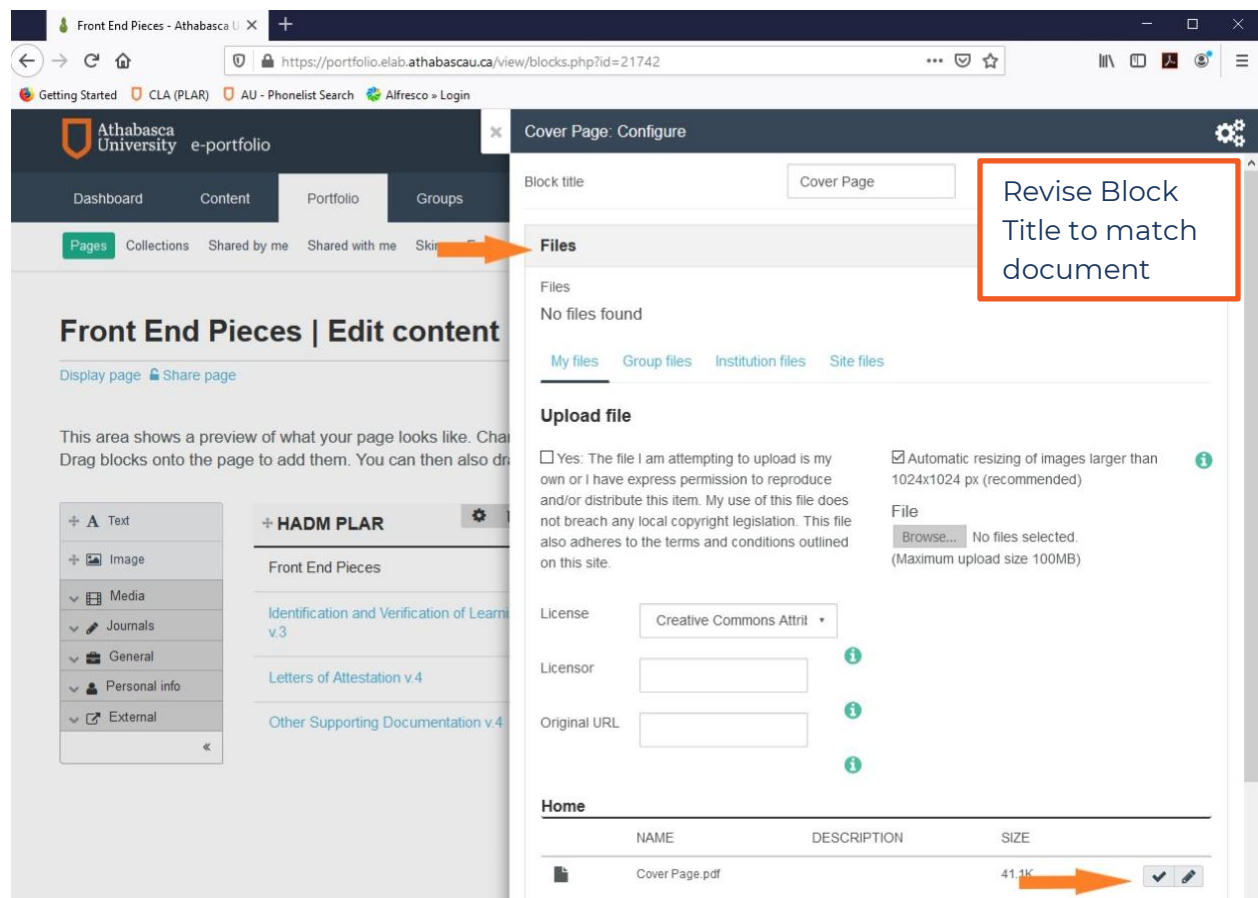 Front End Pieces - Athabasca U
https://portfolio.elab.athabascau.ca/view/blocks.php?id=21742
Getting Started CLA (PLAR) AU - Phonelist Search Alfresco » Login
Athabasca
University e-portfolio
Cover Page: Configure
Block title Cover Page
Revise Block
Title to match
document
Dashboard Content Portfolio Groups
Pages Collections Shared by me Shared with me
Files
Files
No files found
My files Group files Institution files Site files
Front End Pieces | Edit content
Display page Share page
This area shows a preview of what your page looks like.
Drag blocks onto the page to add them. You can then also
Text
Image
Media
Journals
General
Personal info
External
«
HADM PLAR
Front End Pieces
Identification and Verification of
v.3
Letters of Attestation v.4
Other Supporting Documentation v.4
Upload file
Yes: The file I am attempting to upload is my
own or I have express permission to reproduce
and/or distribute this item. My use of this file does
not breach any local copyright legislation. This file
also adheres to the terms and conditions outlined
on this site.
Automatic resizing of images larger than
1024x1024 px (recommended)
File
Browse... No files selected.
(Maximum upload size 100MB)
License Creative Commons Attrit
Licensor
Original URL
Home
NAME DESCRIPTION SIZE
Cover Page.pdf 41.1K